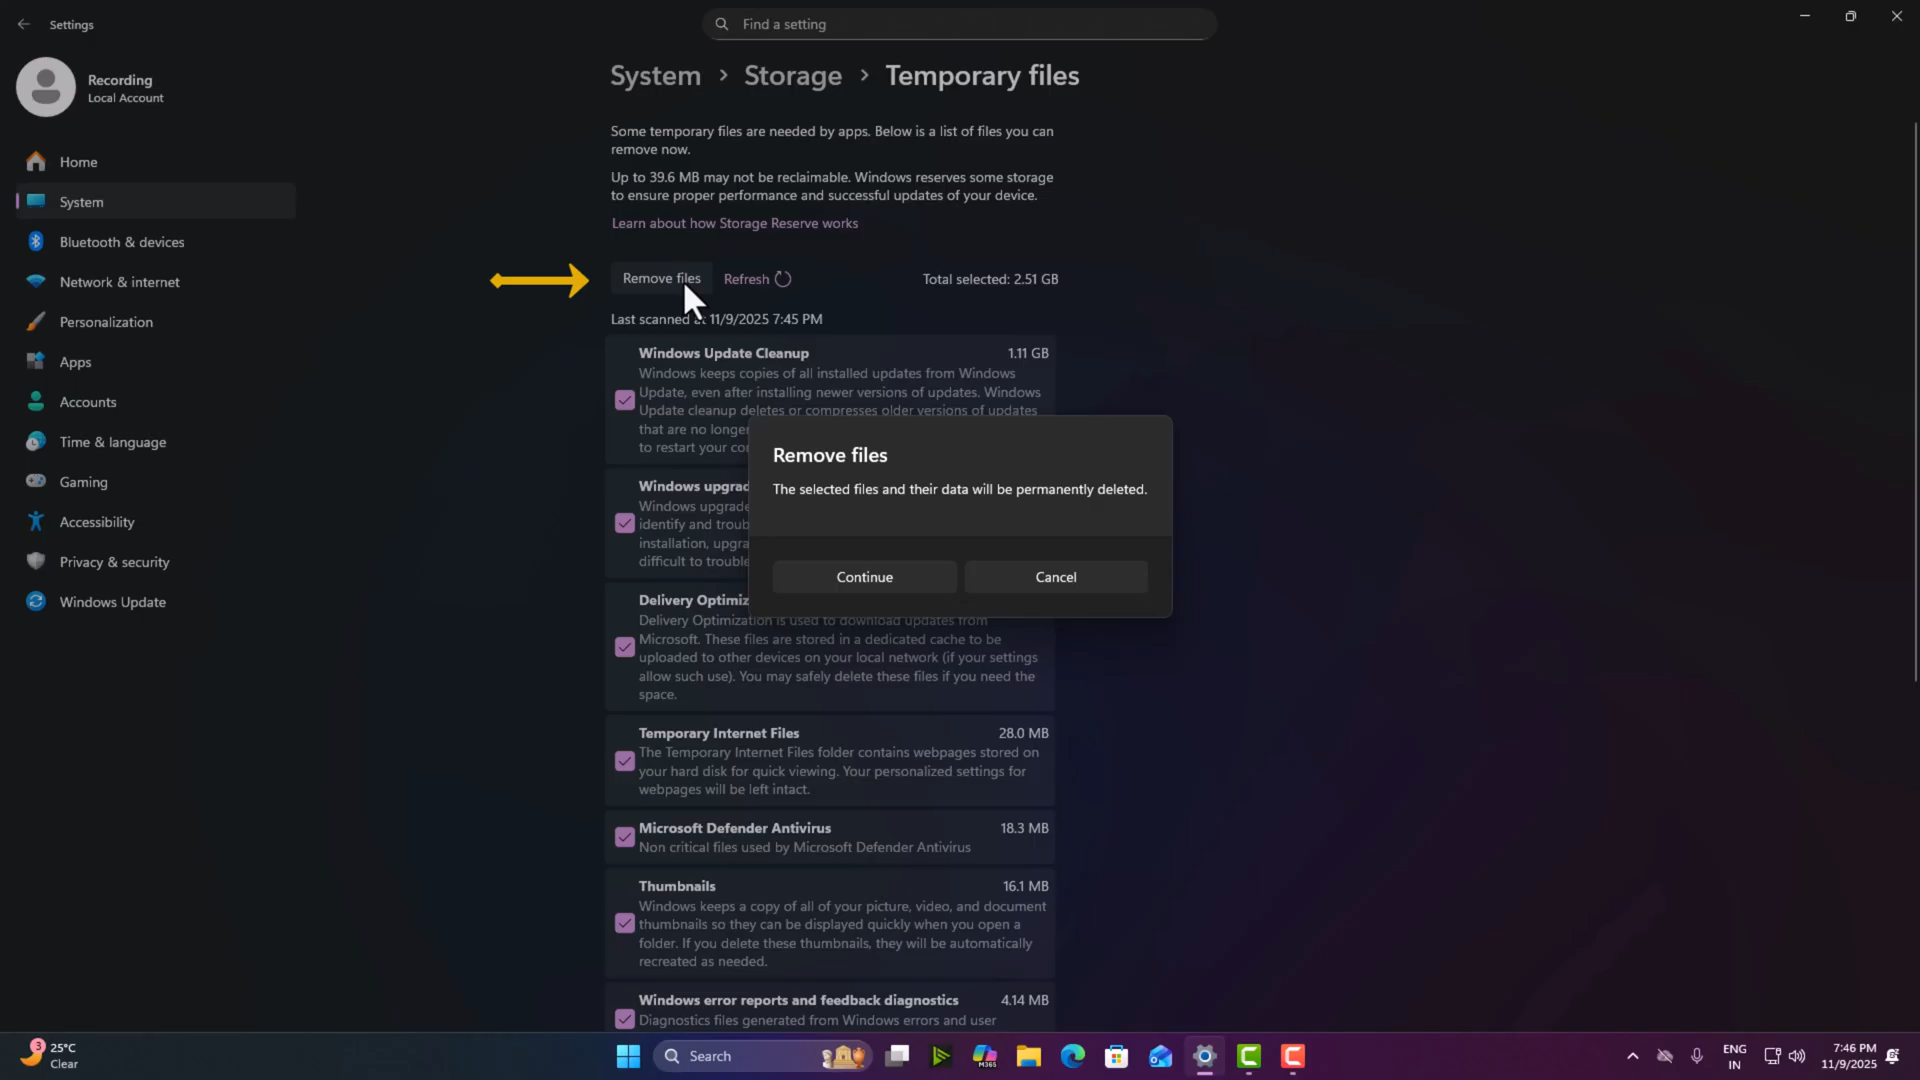 Settings
Find a setting
Recording
Local Account
Home
System
Bluetooth & devices
Network & internet
Personalization
Apps
Accounts
Time & language
Gaming
Accessibility
Privacy & security
Windows Update
System > Storage > Temporary files
Some temporary files are needed by apps. Below is a list of files you can
remove now.
Up to 39.6 MB may not be reclaimable. Windows reserves some storage
to ensure proper performance and successful updates of your device.
Learn about how Storage Reserve works
Remove files Refresh Total selected: 2.51 GB
Last scanned at 11/9/2025 7:45 PM
Windows Update Cleanup 1.11 GB
Windows keeps copies of all installed updates from Windows
Update, even after installing newer versions of updates. Windows
Update cleanup deletes or compresses older versions of updates
that are no longer
to restart your
Windows
Windows upgrade
identify and
installation,
difficult to
Delivery
Delivery Optimization is used to download updates from
Microsoft. These files are stored in a dedicated cache to be
uploaded to other devices on your local network (if your settings
allow such use). You may safely delete these files if you need the
space.
Temporary Internet Files 28.0 MB
The Temporary Internet Files folder contains webpages stored on
your hard disk for quick viewing. Your personalized settings for
webpages will be left intact.
Microsoft Defender Antivirus 18.3 MB
Non critical files used by Microsoft Defender Antivirus
Thumbnails 16.1 MB
Windows keeps a copy of all of your picture, video, and document
thumbnails so they can be displayed quickly when you open a
folder. If you delete these thumbnails, they will be automatically
recreated as needed.
Windows error reports and feedback diagnostics 4.14 MB
Diagnostics files generated from Windows errors and user
Remove files
The selected files and their data will be permanently deleted.
Continue Cancel
3
25°C
Clear
Search
M365
ENG
IN
7:46 PM
11/9/2025